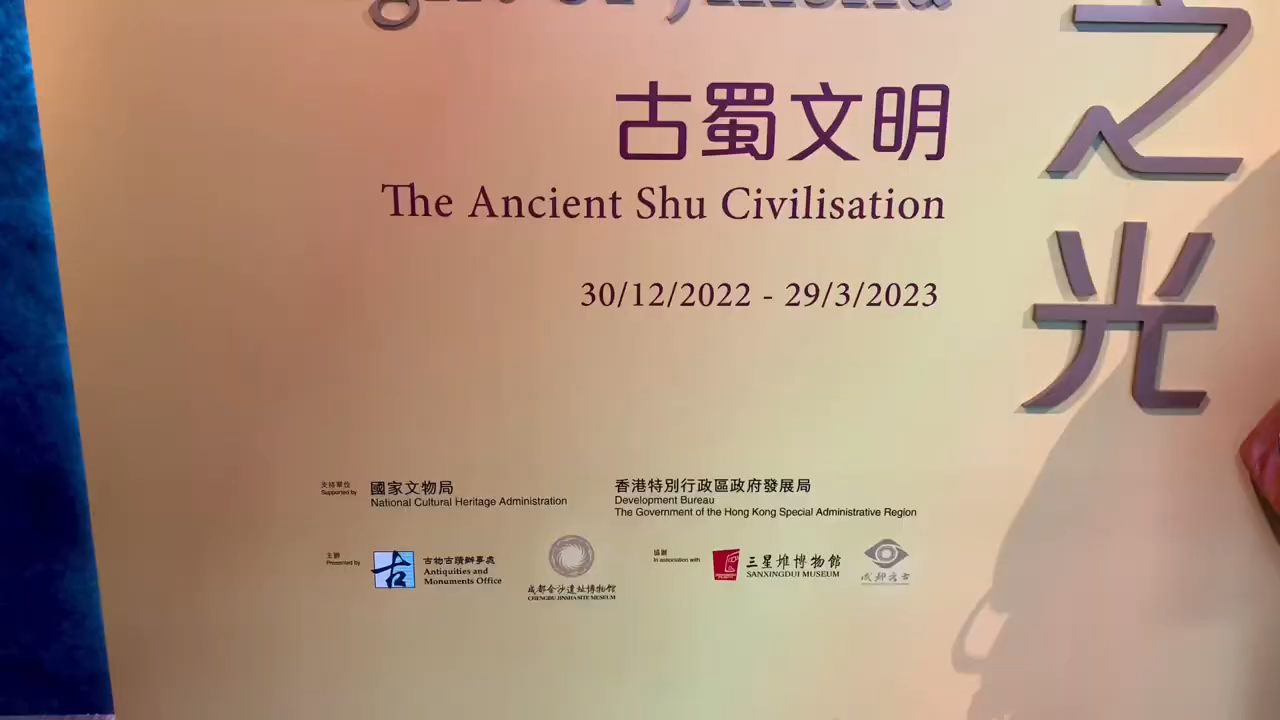 之光
古蜀文明
The Ancient Shu Civilisation
30/12/2022 - 29/3/2023
支持單位
Supported by
國家文物局
National Cultural Heritage Administration
香港特別行政區政府發展局
Development Bureau
The Government of the Hong Kong Special Administrative Region
主辦
Presented by
古物古蹟辦事處
Antiquities and
Monuments Office
成都金沙遺址博物館
CHENGDU JINSHA SITE MUSEUM
協辦
In association with
三星堆博物館
SANXINGDUI MUSEUM
成都考古